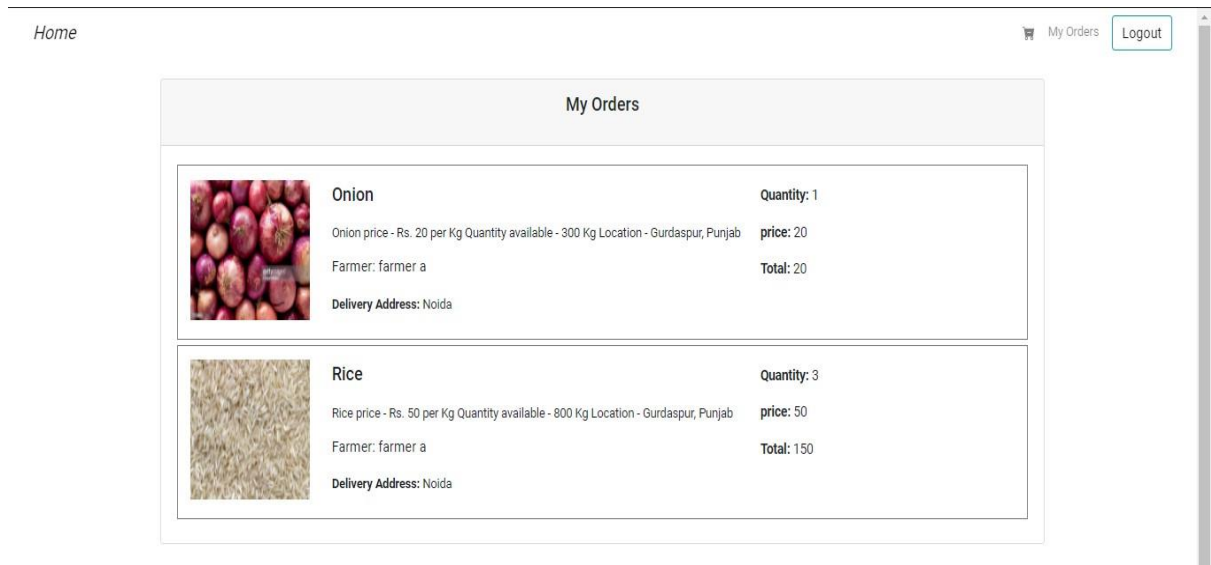 Home
My Orders
Logout
My Orders
Onion
Onion price - Rs. 20 per Kg Quantity available - 300 Kg Location - Gurdaspur, Punjab
Farmer: farmer a
Delivery Address: Noida
Quantity: 1
price: 20
Total: 20
Rice
Rice price - Rs. 50 per Kg Quantity available - 800 Kg Location - Gurdaspur, Punjab
Farmer: farmer a
Delivery Address: Noida
Quantity: 3
price: 50
Total: 150